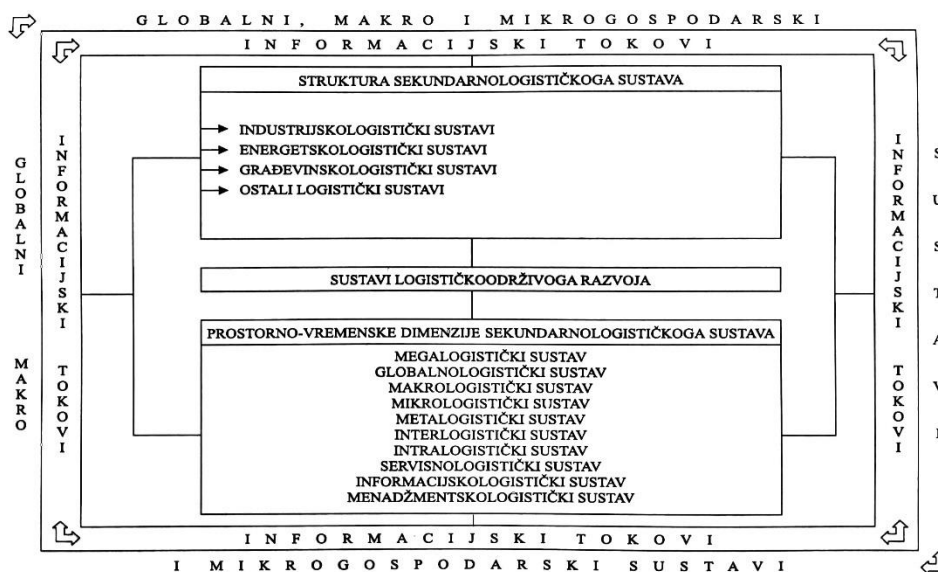 GLOBALNI, MAKRO I MIKROGOSPODARSKI
INFORMACIJSKI TOKOVI
STRUKTURA SEKUNDARNOLOGISTIČKOGA SUSTAVA
INDUSTRIJSKOLOGISTIČKI SUSTAVI
ENERGETSKOLOGISTIČKI SUSTAVI
GRAĐEVINSKOLOGISTIČKI SUSTAVI
OSTALI LOGISTIČKI SUSTAVI
GLOBALNI
MAKRO
INFORMACIJSKI
TOKOVI
SUSTAVI LOGISTIČKOODRŽIVOGA RAZVOJA
PROSTORNO-VREMENSKE DIMENZIJE SEKUNDARNOLOGISTIČKOGA SUSTAVA
MEGALOGISTIČKI SUSTAV
GLOBALNOLOGISTIČKI SUSTAV
MAKROLOGISTIČKI SUSTAV
MIKROLOGISTIČKI SUSTAV
METALOGISTIČKI SUSTAV
INTERLOGISTIČKI SUSTAV
INTRALOGISTIČKI SUSTAV
SERVISNOLOGISTIČKI SUSTAV
INFORMACIJSKOLOGISTIČKI SUSTAV
MENADŽMENTSKOLOGISTIČKI SUSTAV
INFORMACIJSKI
TOKOVI
SUSTAVI
INFORMACIJSKI TOKOVI
I MIKROGOSPODARSKI SUSTAVI